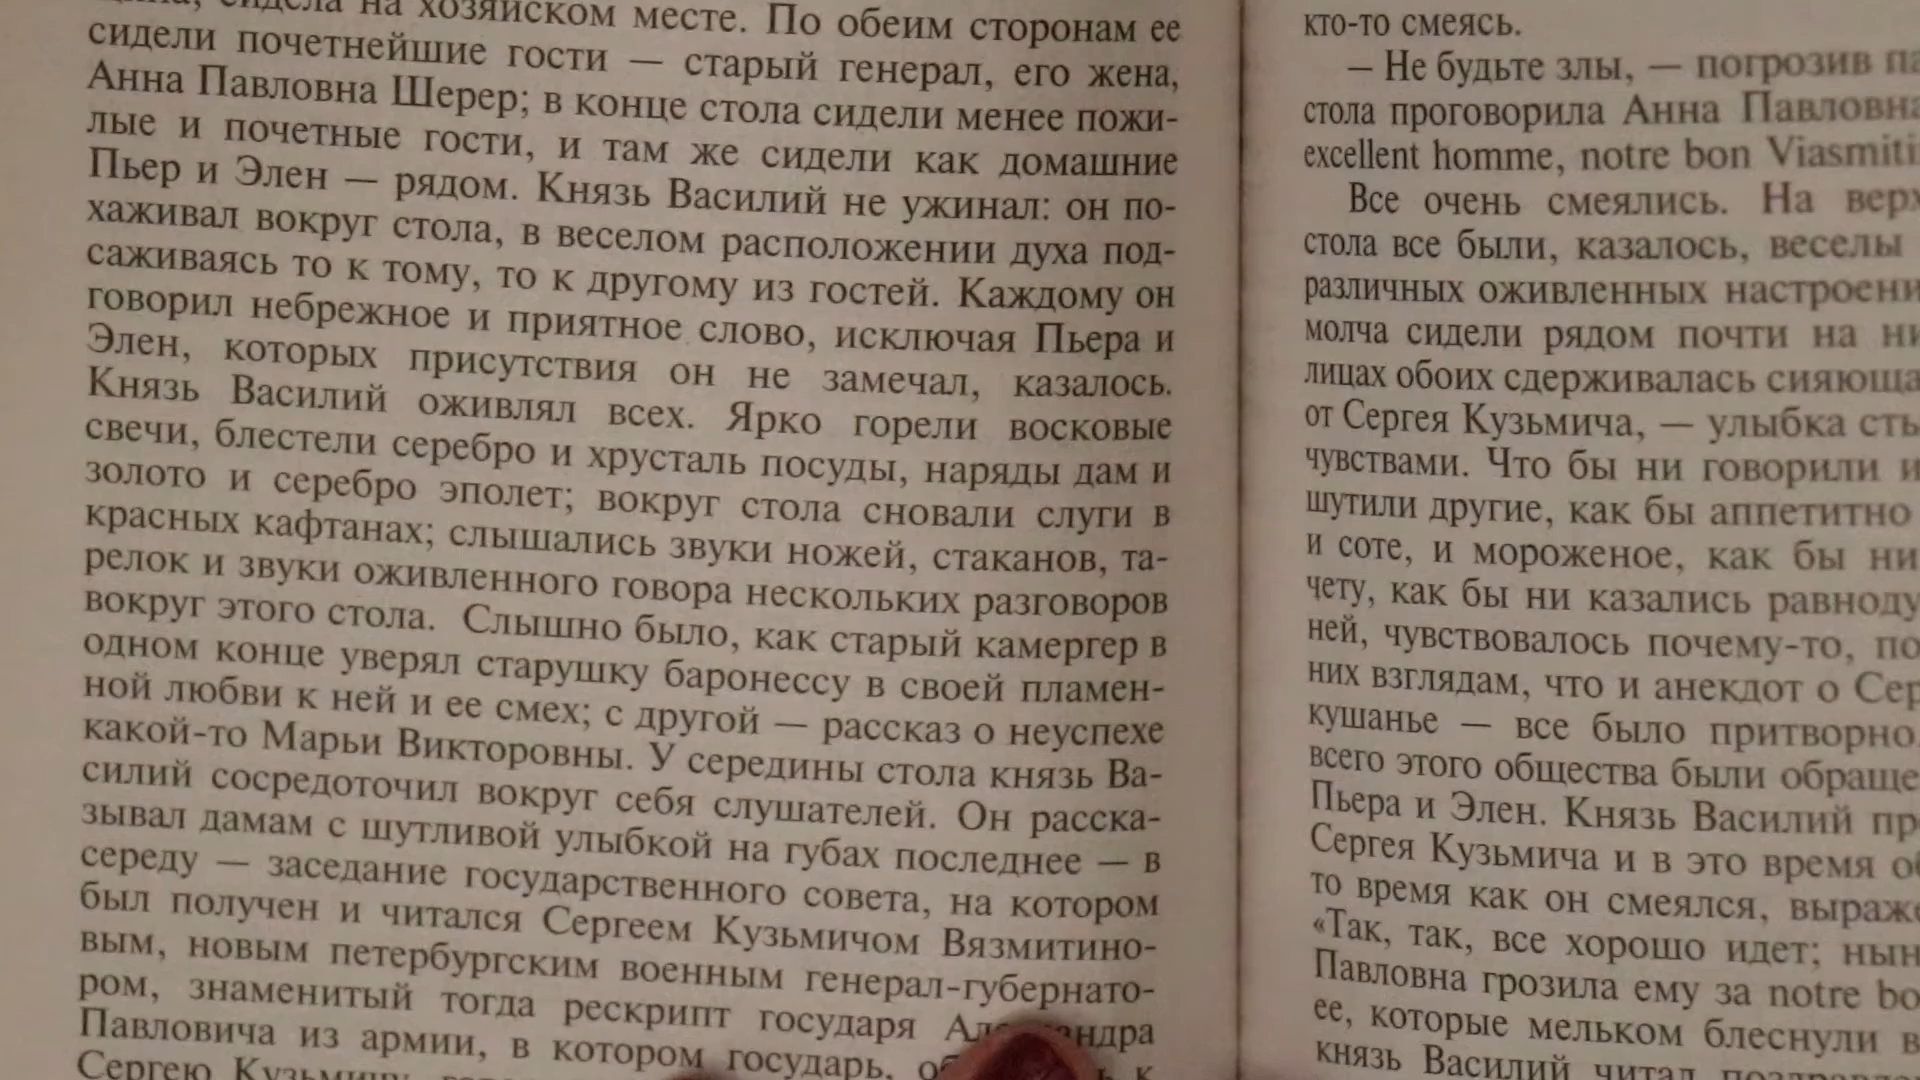 сидела на хозяйском месте. По обеим сторонам ее
сидели почетнейшие гости — старый генерал, его жена,
Анна Павловна Шерер; в конце стола сидели менее пожи-
лые и почетные гости, и там же сидели как домашние
Пьер и Элен — рядом. Князь Василий не ужинал: он по-
хаживал вокруг стола, в веселом расположении духа под-
саживаясь то к тому, то к другому из гостей. Каждому он
говорил небрежное и приятное слово, исключая Пьера и
Элен, которых присутствия он не замечал, казалось.
Князь Василий оживлял всех. Ярко горели восковые
свечи, блестели серебро и хрусталь посуды, наряды дам и
золото и серебро эполет; вокруг стола сновали слуги в
красных кафтанах; слышались звуки ножей, стаканов, та-
релок и звуки оживленного говора нескольких разговоров
вокруг этого стола. Слышно было, как старый камергер в
одном конце уверял старушку баронессу в своей пламен-
ной любви к ней и ее смех; с другой — рассказ о неуспехе
какой-то Марьи Викторовны. У середины стола князь Ва-
силий сосредоточил вокруг себя слушателей. Он расска-
зывал дамам с шутливой улыбкой на губах последнее — в
середу — заседание государственного совета, на котором
был получен и читался Сергеем Кузьмичом Вязмитино-
вым, новым петербургским военным генерал-губернато-
ром, знаменитый тогда рескрипт государя
Павловича из армии, в котором государь,
Сергею Кузьмичу,
кто-то смеясь.
— Не будьте злы, — погрозив
стола проговорила Анна Павловна
excellent homme, notre bon
Все очень смеялись. На
стола все были, казалось, веселы
различных оживленных
молча сидели рядом почти на
лицах обоих сдерживалась
от Сергея Кузьмича, — улыбка
чувствами. Что бы ни говорили
шутили другие, как бы аппетитно
и соте, и мороженое, как бы ни
чету, как бы ни казались
ней, чувствовалось почему-то,
них взглядам, что и анекдот о
кушанье — все было притворно
всего этого общества были
Пьера и Элен. Князь Василий
Сергея Кузьмича и в это время
то время как он смеялся,
«Так, так, все хорошо идет;
Павловна грозила ему за notre
ее, которые мельком блеснули
князь Василий читал